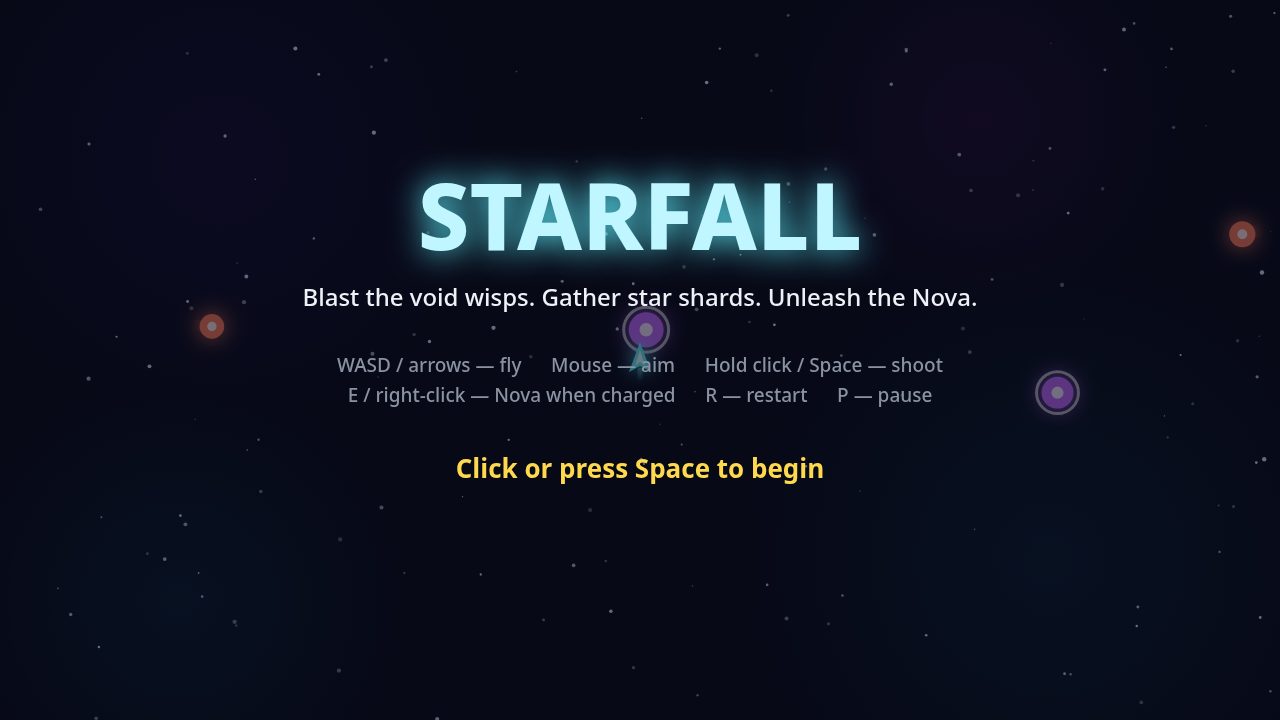 STARFALL
Blast the void wisps. Gather star shards. Unleash the Nova.
WASD / arrows — fly Mouse — aim Hold click / Space — shoot
E / right-click — Nova when charged R — restart P — pause
Click or press Space to begin